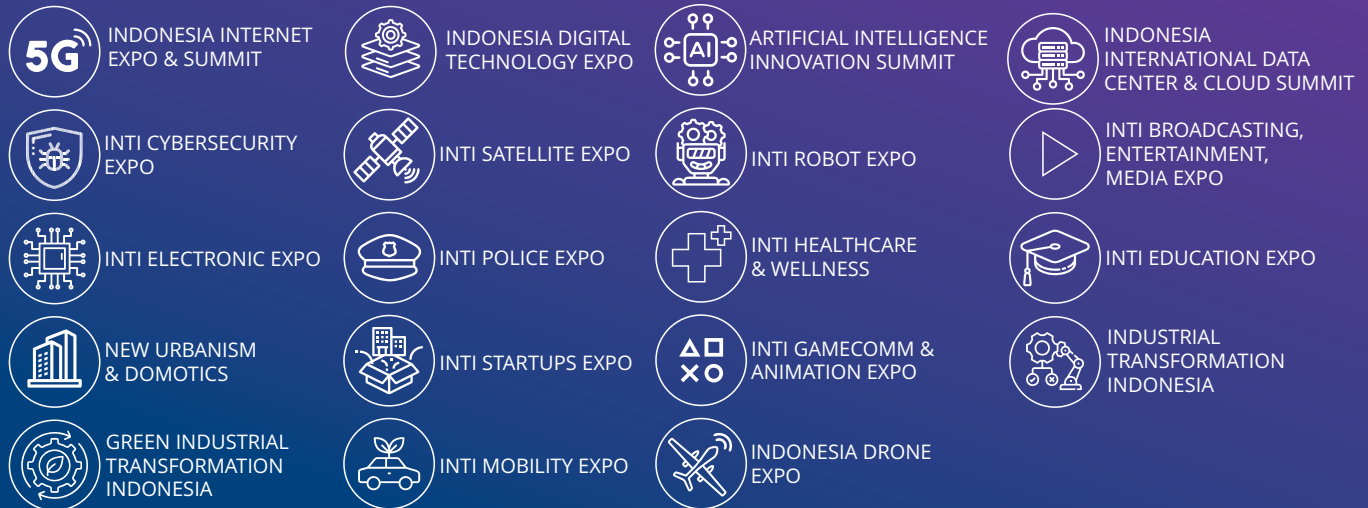 5G
INDONESIA INTERNET
EXPO & SUMMIT
INDONESIA DIGITAL
TECHNOLOGY EXPO
AI
ARTIFICIAL INTELLIGENCE
INNOVATION SUMMIT
INDONESIA
INTERNATIONAL DATA
CENTER & CLOUD SUMMIT
INTI CYBERSECURITY
EXPO
INTI SATELLITE EXPO
INTI ROBOT EXPO
INTI BROADCASTING,
ENTERTAINMENT,
MEDIA EXPO
INTI ELECTRONIC EXPO
INTI POLICE EXPO
INTI HEALTHCARE
& WELLNESS
INTI EDUCATION EXPO
NEW URBANISM
& DOMOTICS
INTI STARTUPS EXPO
INTI GAMECOMM &
ANIMATION EXPO
INDUSTRIAL
TRANSFORMATION
INDONESIA
GREEN INDUSTRIAL
TRANSFORMATION
INDONESIA
INTI MOBILITY EXPO
INDONESIA DRONE
EXPO